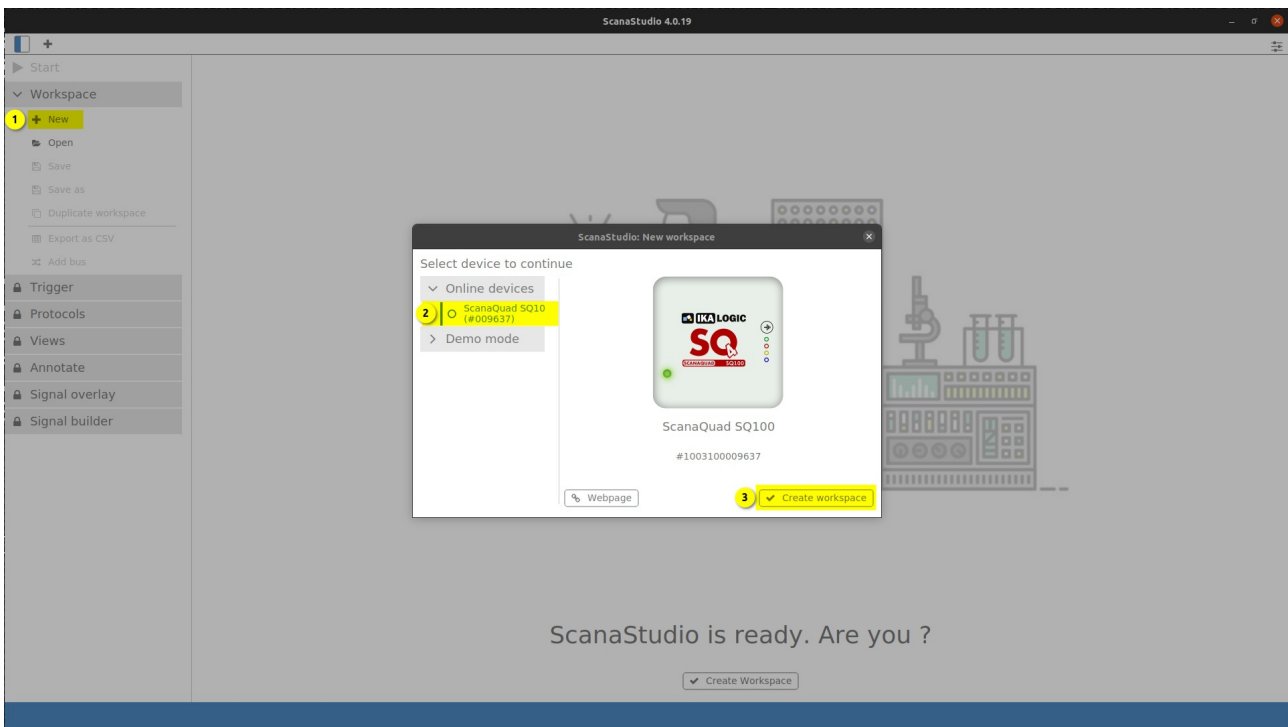 ScanaStudio 4.0.19
Start
Workspace
1
New
Open
Save
Save as
Duplicate workspace
Export as CSV
Add bus
Trigger
Protocols
Views
Annotate
Signal overlay
Signal builder
ScanaStudio: New workspace
Select device to continue
Online devices
2
ScanaQuad SQ10
(#009637)
Demo mode
IKALOGIC
SQ
SCANAQUAD SQ100
ScanaQuad SQ100
#1003100009637
Webpage
3
Create workspace
ScanaStudio is ready. Are you ?
Create Workspace